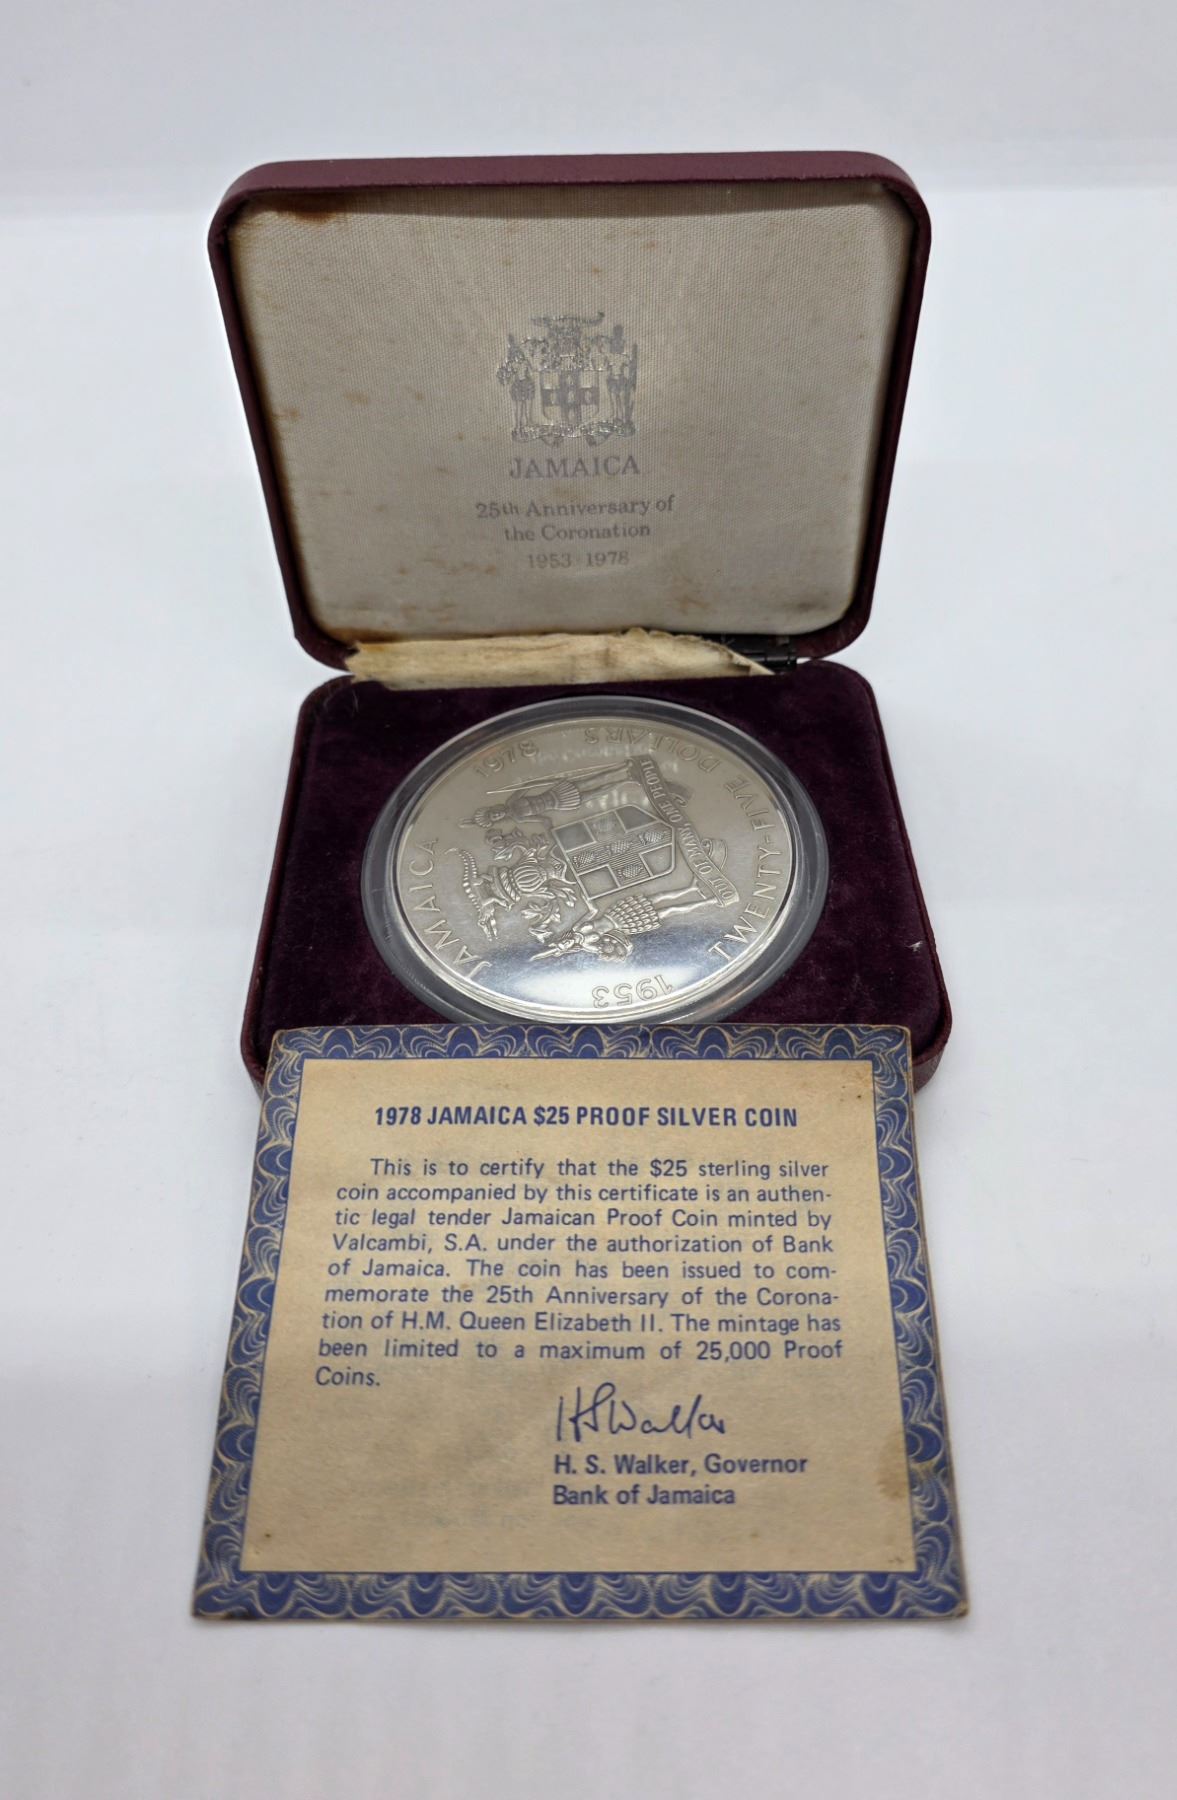 JAMAICA
25th Anniversary of
the Coronation
1953 · 1978
JAMAICA
1978
TWENTY-FIVE DOLLARS
1953
OUT OF MANY, ONE PEOPLE
1978 JAMAICA $25 PROOF SILVER COIN
This is to certify that the $25 sterling silver
coin accompanied by this certificate is an authen-
tic legal tender Jamaican Proof Coin minted by
Valcambi, S.A. under the authorization of Bank
of Jamaica. The coin has been issued to com-
memorate the 25th Anniversary of the Corona-
tion of H.M. Queen Elizabeth II. The mintage has
been limited to a maximum of 25,000 Proof
Coins.
HSWalker
H. S. Walker, Governor
Bank of Jamaica